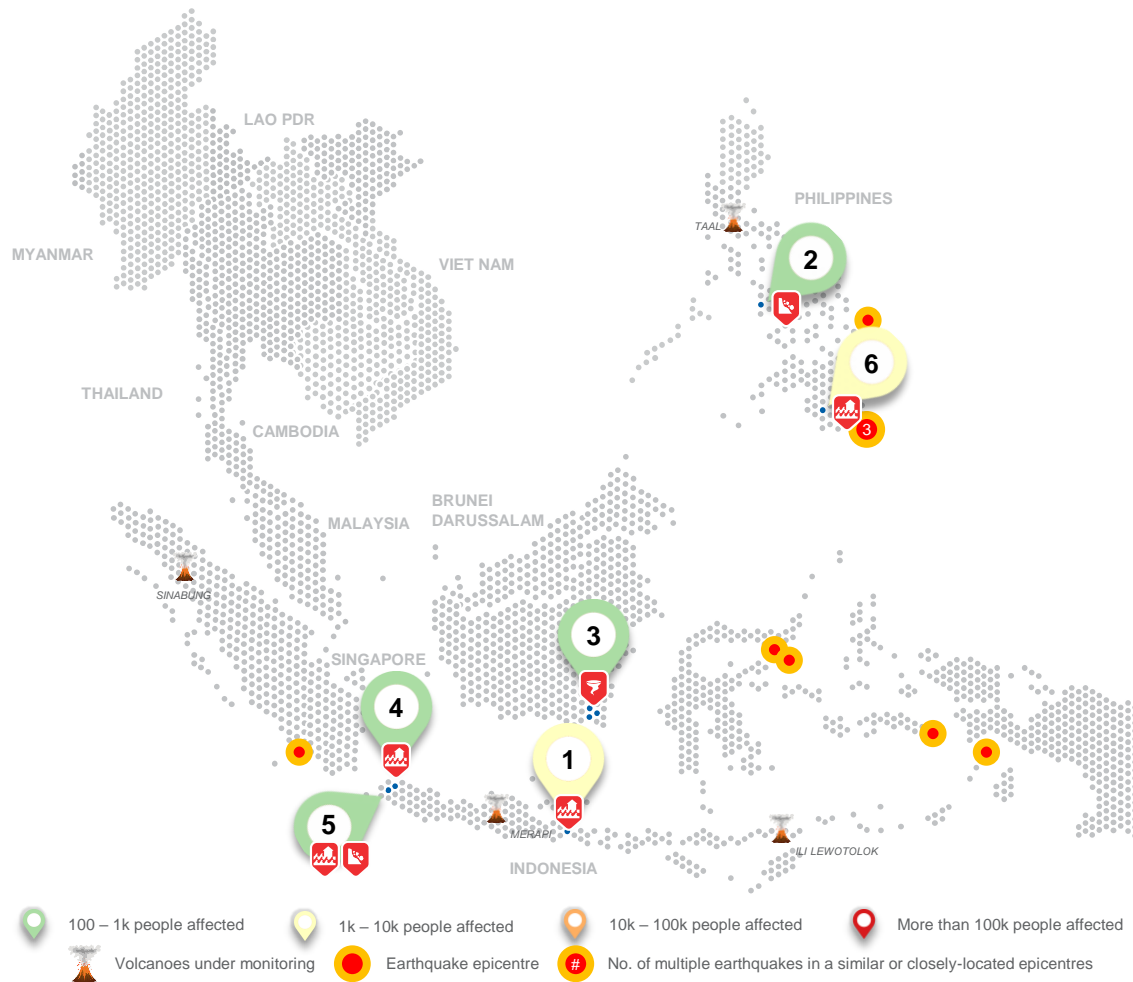 LAO PDR
PHILIPPINES
TAAL
MYANMAR
VIET NAM
2
6
THAILAND
CAMBODIA
3
BRUNEI
DARUSSALAM
MALAYSIA
SINABUNG
3
SINGAPORE
4
1
5
MERAPI
ILI LEWOTOLOK
INDONESIA
100 – 1k people affected
1k – 10k people affected
10k – 100k people affected
More than 100k people affected
Volcanoes under monitoring
Earthquake epicentre
# No. of multiple earthquakes in a similar or closely-located epicentres